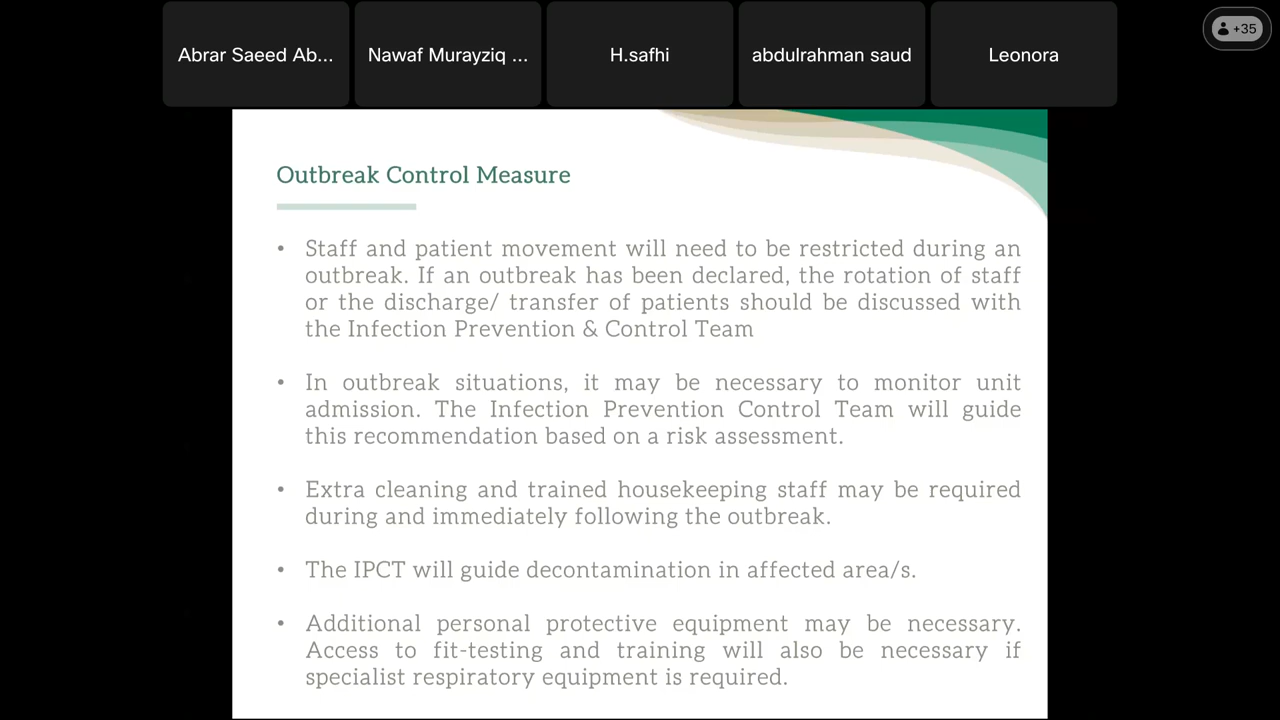 Abrar Saeed Ab...
Nawaf Murayziq ...
H.safhi
abdulrahman saud
Leonora
+35
Outbreak Control Measure
• Staff and patient movement will need to be restricted during an
outbreak. If an outbreak has been declared, the rotation of staff
or the discharge/ transfer of patients should be discussed with
the Infection Prevention & Control Team
• In outbreak situations, it may be necessary to monitor unit
admission. The Infection Prevention Control Team will guide
this recommendation based on a risk assessment.
• Extra cleaning and trained housekeeping staff may be required
during and immediately following the outbreak.
• The IPCT will guide decontamination in affected area/s.
• Additional personal protective equipment may be necessary.
Access to fit-testing and training will also be necessary if
specialist respiratory equipment is required.